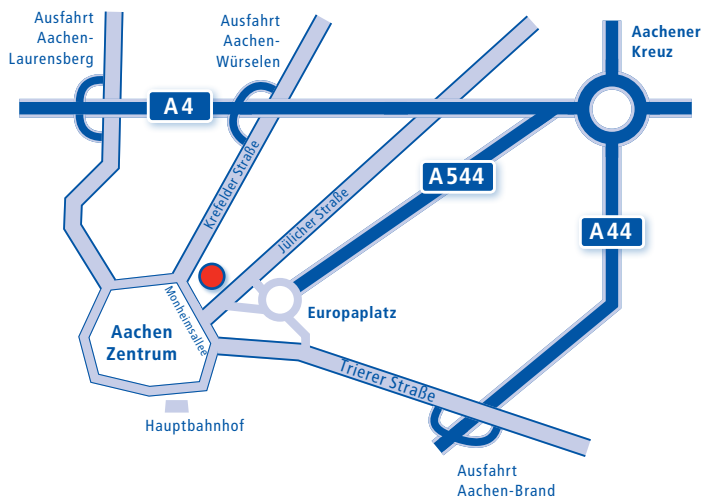 Ausfahrt
Aachen-
Laurensberg
Ausfahrt
Aachen-
Würselen
Aachener
Kreuz
A4
Krefelder Straße
Jülicher Straße
A544
A44
Monheimsallee
Europaplatz
Aachen
Zentrum
Trierer Straße
Hauptbahnhof
Ausfahrt
Aachen-Brand